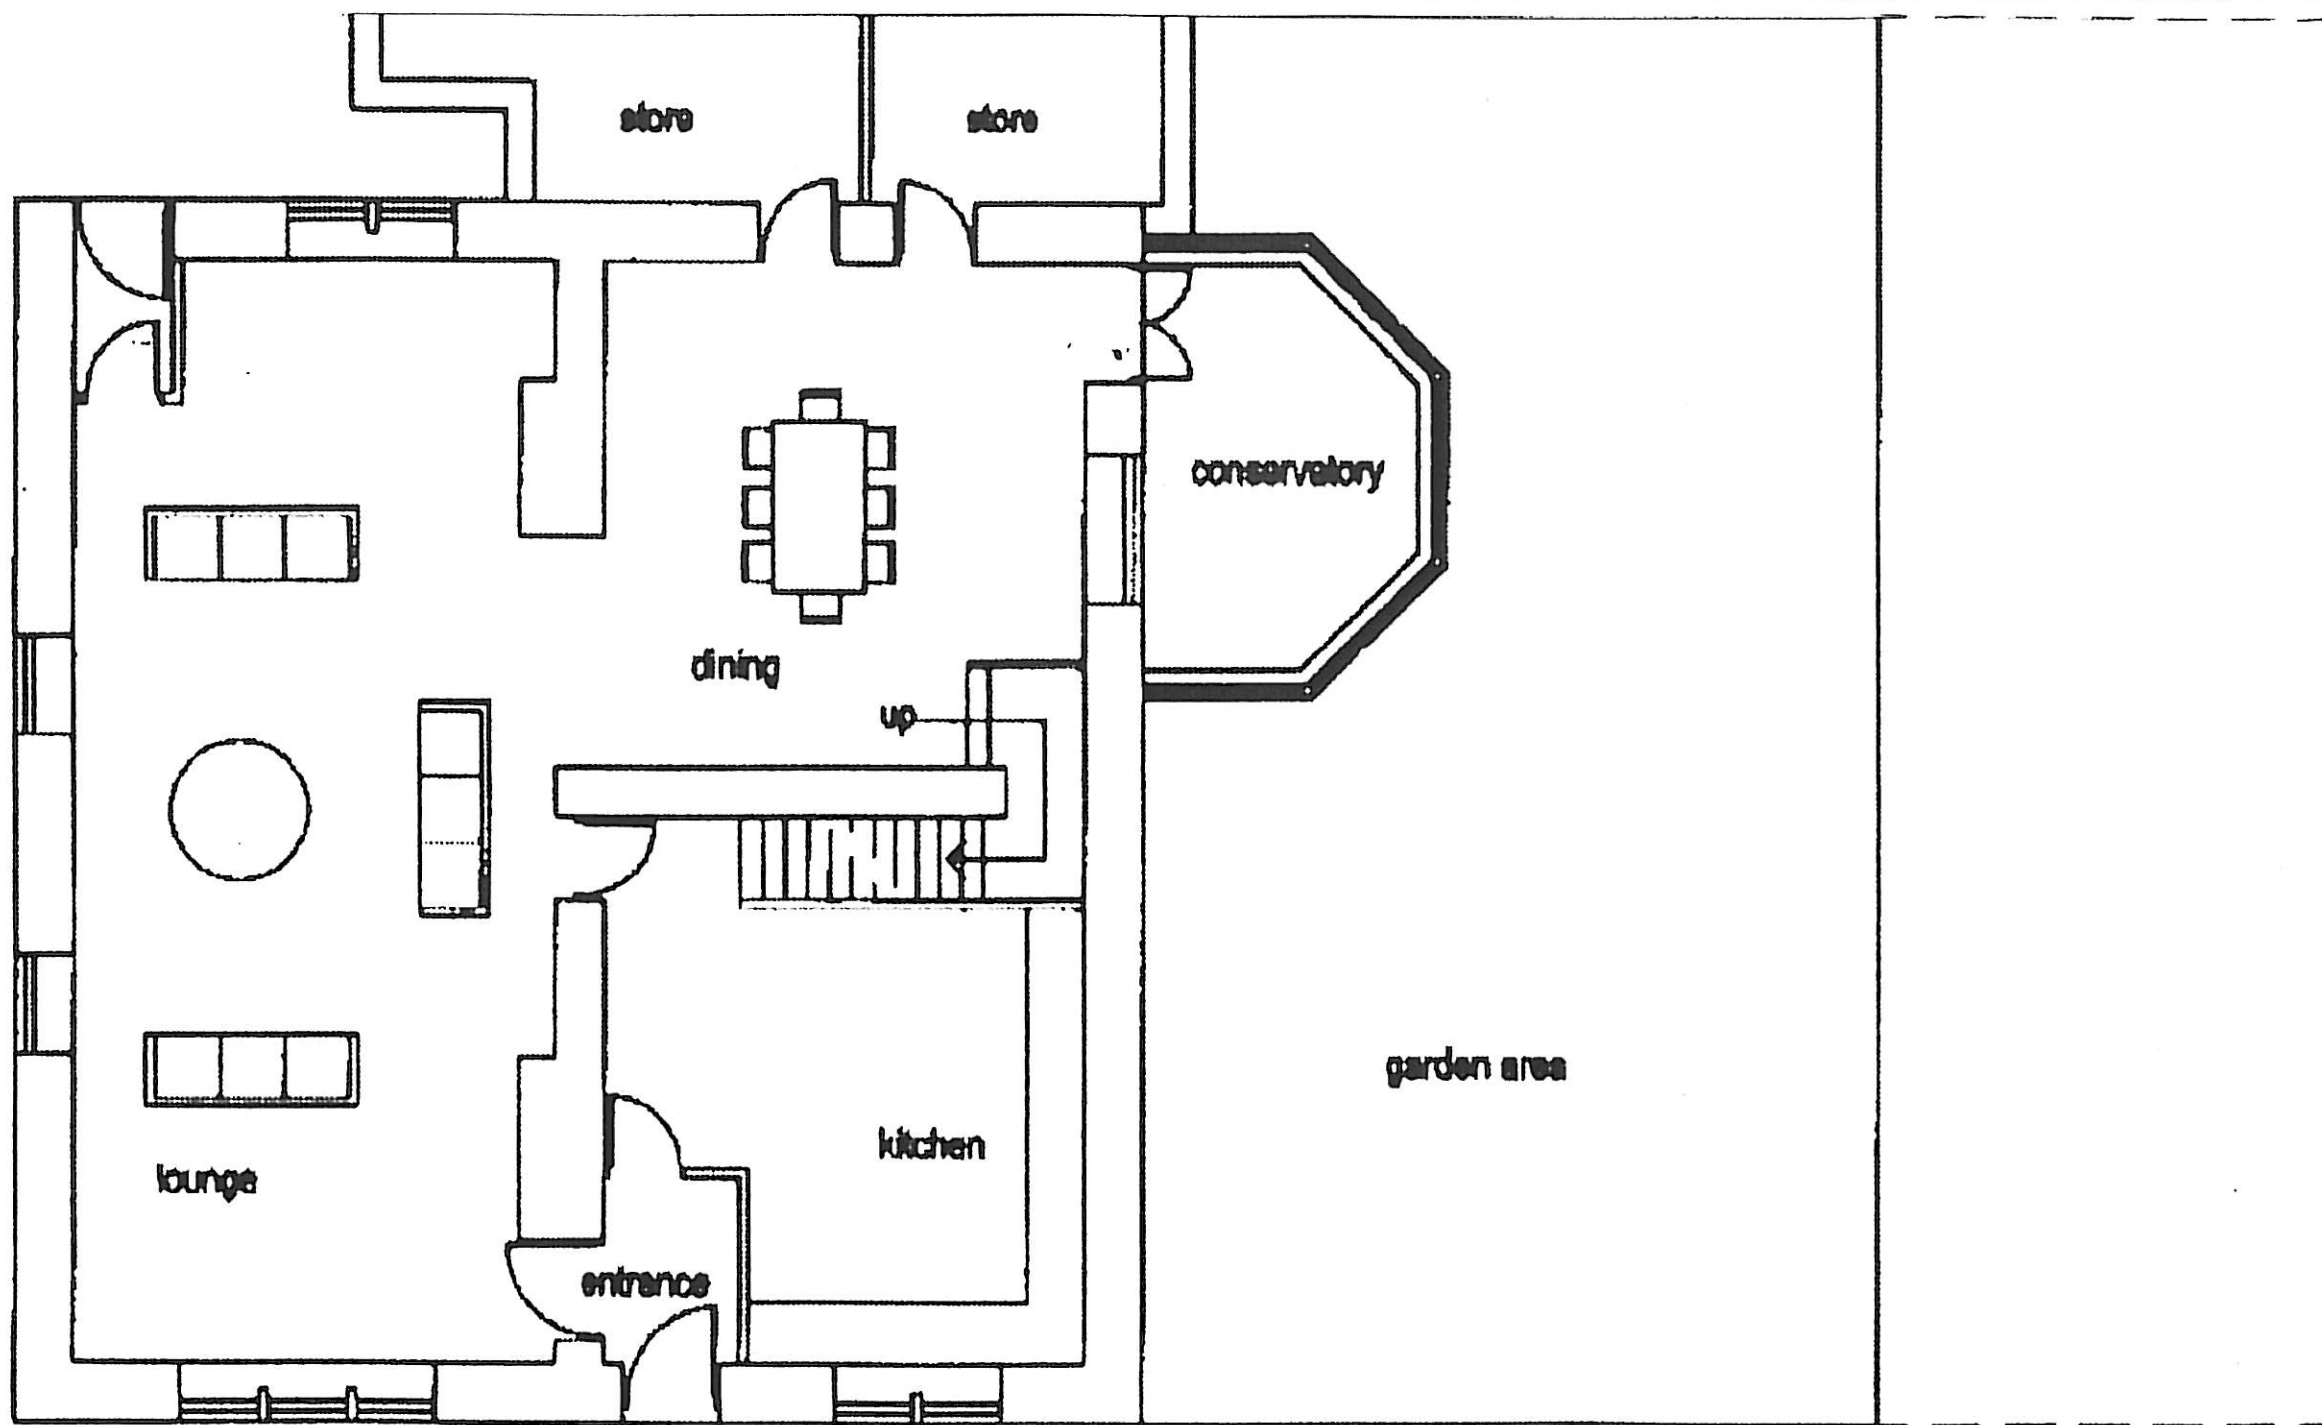 store
store
conservatory
dining
up
garden area
kitchen
lounge
entrance